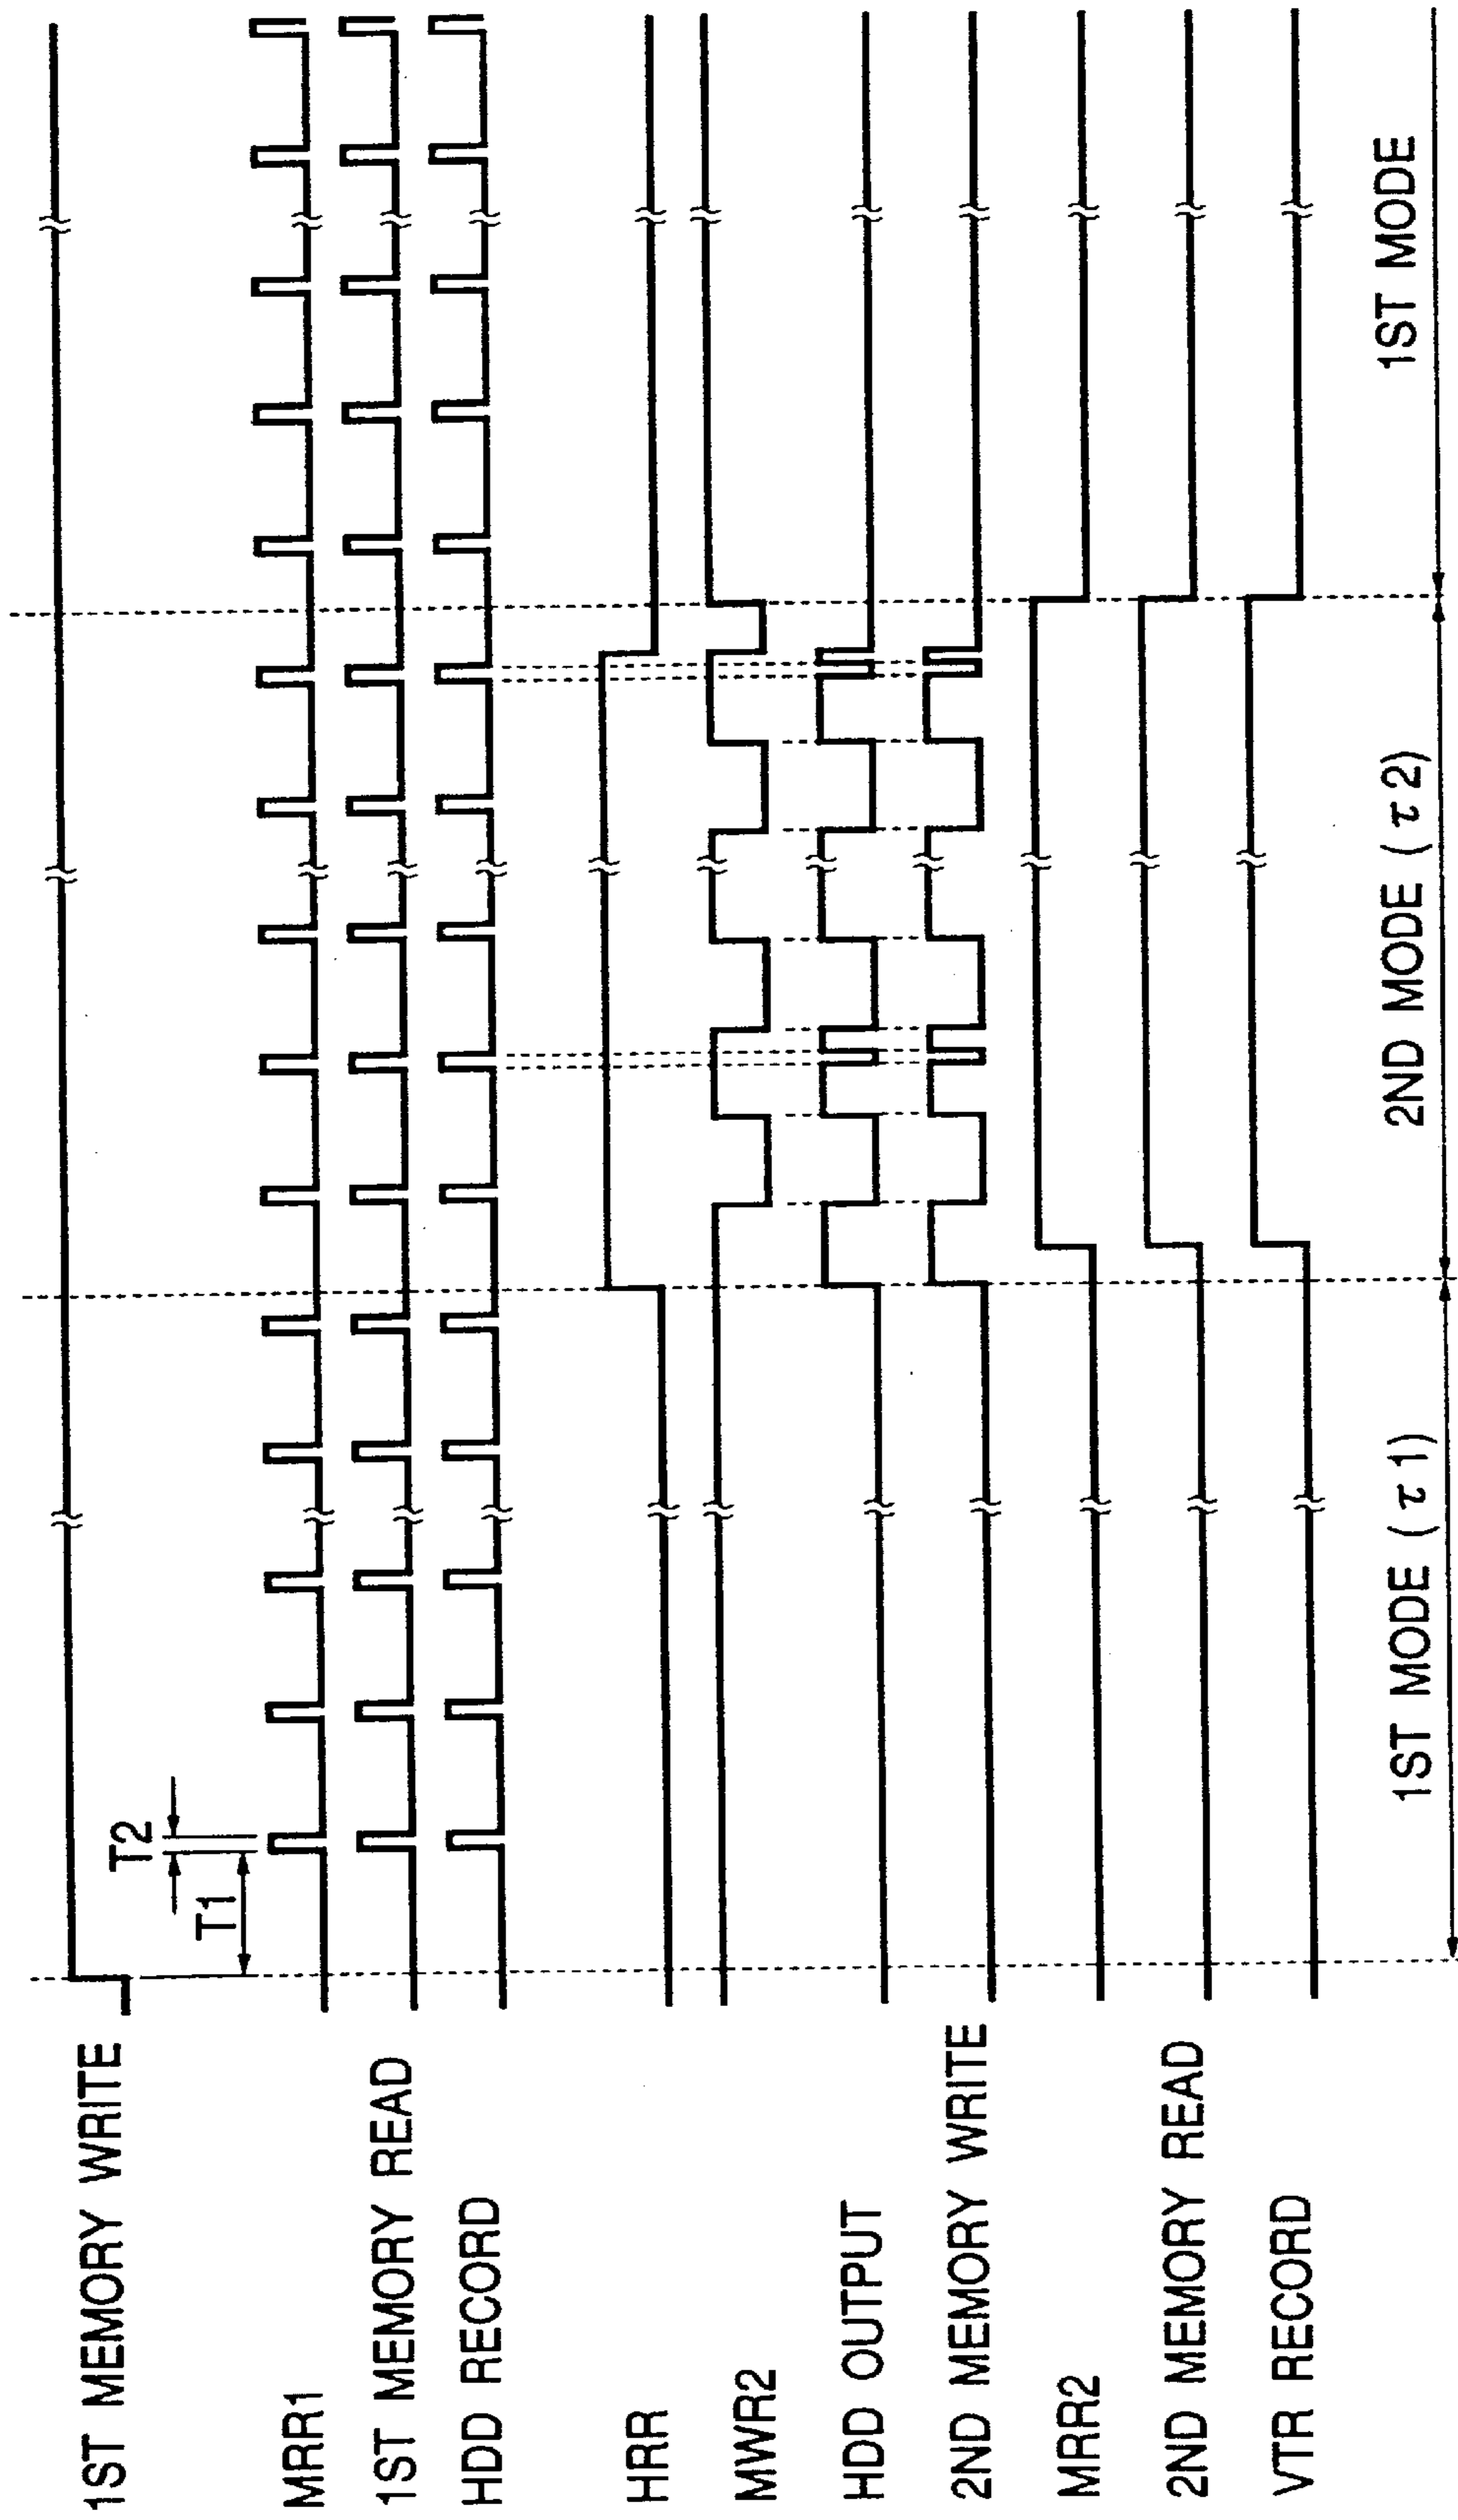 1ST MEMORY WRITE
T2
T1
MRR1
1ST MEMORY READ
HDD RECORD
HRR
MWR2
HDD OUTPUT
2ND MEMORY WRITE
MRR2
2ND MEMORY READ
VTR RECORD
1ST MODE (τ1)
2ND MODE (τ2)
1ST MODE